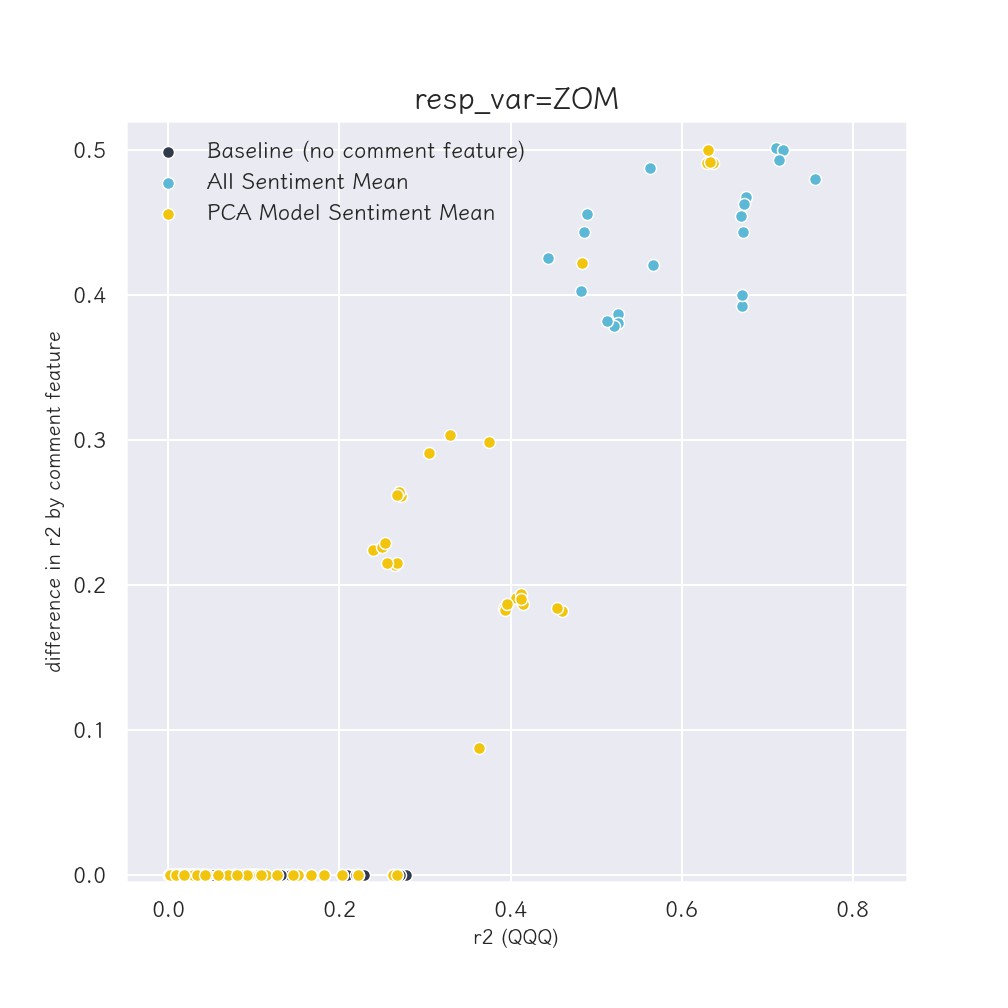 resp_var=ZOM
Baseline (no comment feature)
All Sentiment Mean
PCA Model Sentiment Mean
difference in r2 by comment feature
0.5
0.4
0.3
0.2
0.1
0.0
0.0 0.2 0.4 0.6 0.8
r2 (QQQ)